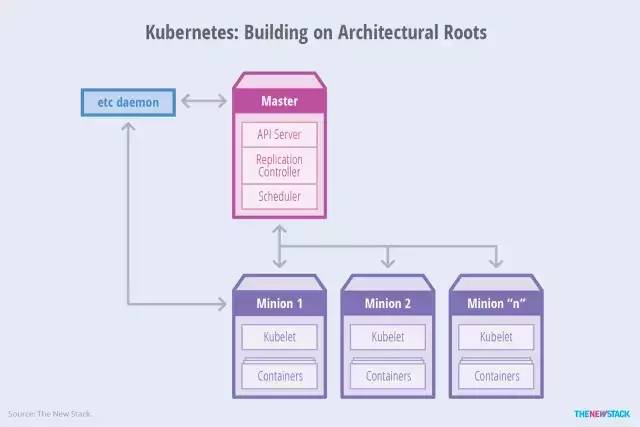 Kubernetes: Building on Architectural Roots
etc daemon
Master
API Server
Replication
Controller
Scheduler
Minion 1
Minion 2
Minion “n”
Kubelet
Kubelet
Kubelet
Containers
Containers
Containers
Source: The New Stack.
THENEWSTACK